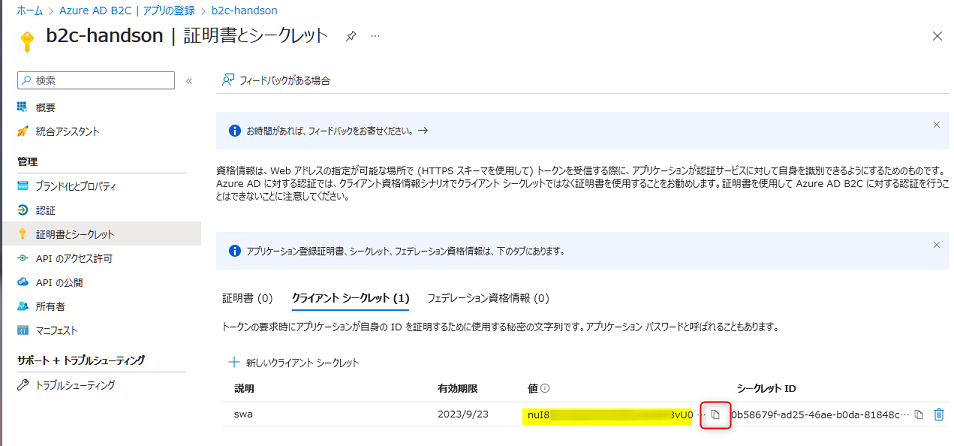 ホーム > Azure AD B2C | アプリの登録 > b2c-handson >
b2c-handson | 証明書とシークレット
検索
フィードバックがある場合
概要
統合アシスタント
お時間があれば、フィードバックをお寄せください。 →
管理
ブランド化とプロパティ
認証
証明書とシークレット
API のアクセス許可
API の公開
所有者
マニフェスト
サポート + トラブルシューティング
トラブルシューティング
資格情報は、Web アドレスの指定が可能な場所で (HTTPS スキーマを使用して) トークンを受信する際に、アプリケーションが認証サービスに対して自身を識別できるようにするためのものです。
Azure AD に対する認証では、クライアント資格情報シナリオでクライアント シークレットではなく証明書を使用することをお勧めします。証明書を使用して Azure AD B2C に対する認証を行うこ
とはできないことに注意してください。
アプリケーション登録証明書、シークレット、フェデレーション資格情報は、下のタブにあります。
証明書 (0) クライアント シークレット (1) フェデレーション資格情報 (0)
トークンの要求時にアプリケーションが自身の ID を証明するために使用する秘密の文字列です。アプリケーション パスワードと呼ばれることもあります。
新しいクライアント シークレット
説明 有効期限 値 シークレット ID
swa 2023/9/23 nuI8 3vU0 ··· 0b58679f-ad25-46ae-b0da-81848c···